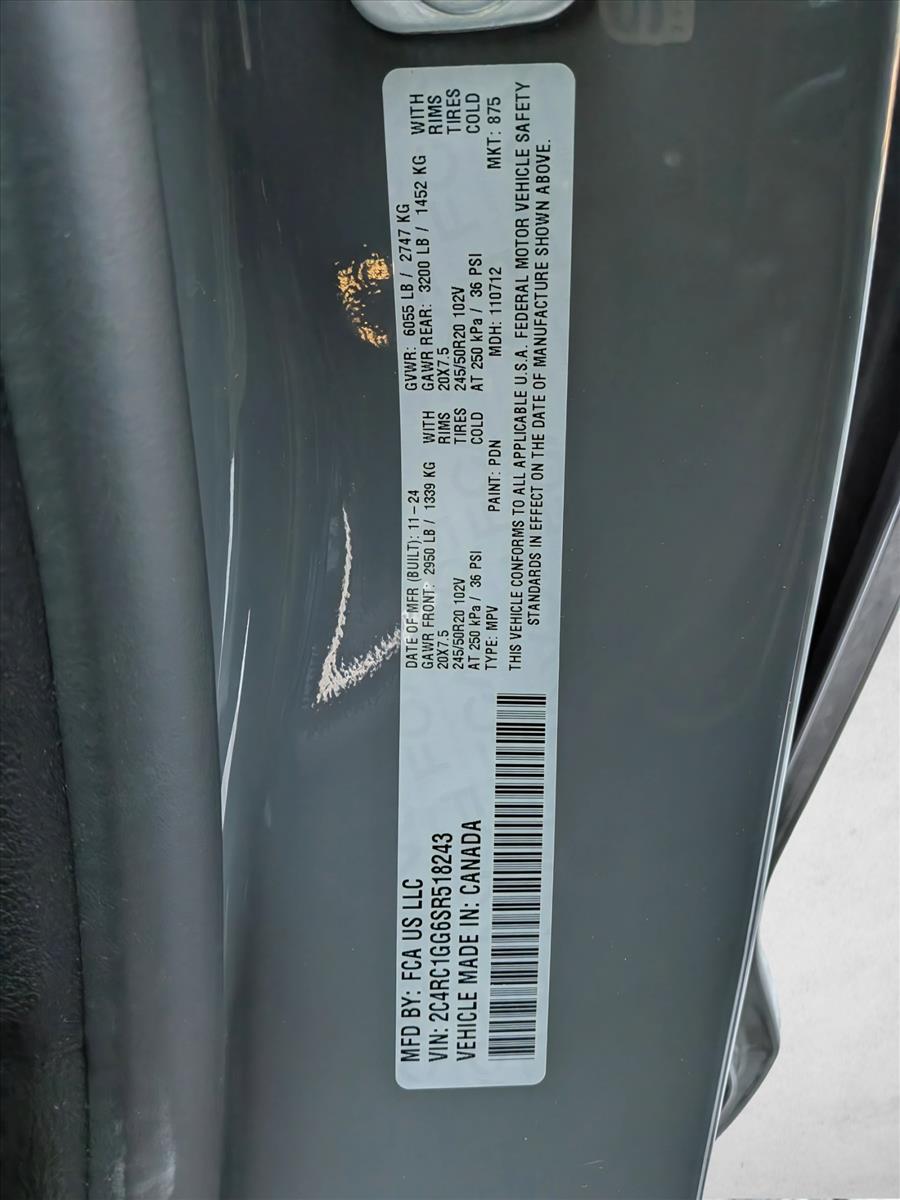 MFD BY: FCA US LLC
VIN: 2C4RC1GG6SR518243
VEHICLE MADE IN: CANADA
DATE OF MFR (BUILT): 11-24
GAWR FRONT: 2950 LB / 1339 KG WITH
20X7.5 RIMS
245/50R20 102V TIRES
AT 250 kPa / 36 PSI COLD
GVWR: 6055 LB / 2747 KG
GAWR REAR: 3200 LB / 1452 KG WITH
20X7.5 RIMS
245/50R20 102V TIRES
AT 250 kPa / 36 PSI COLD
TYPE: MPV PAINT: PDN MDH: 110712 MKT: 875
THIS VEHICLE CONFORMS TO ALL APPLICABLE U.S.A. FEDERAL MOTOR VEHICLE SAFETY
STANDARDS IN EFFECT ON THE DATE OF MANUFACTURE SHOWN ABOVE.